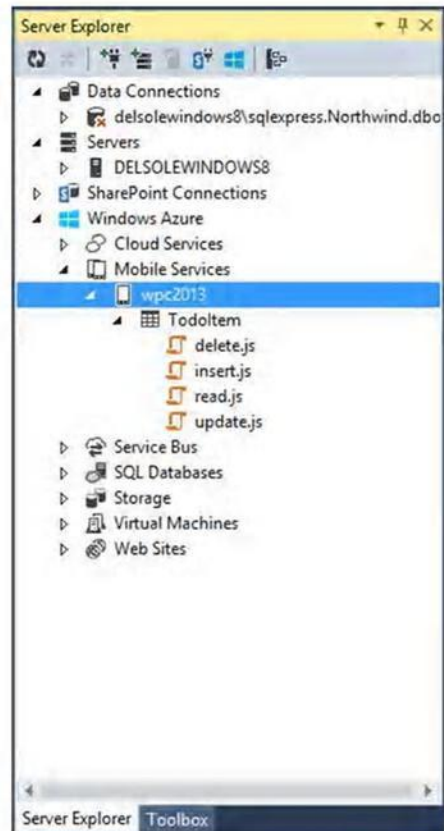 Server Explorer
Data Connections
delsolewindows8\sqlexpress.Northwind.dbo
Servers
DELSOLEWINDOWS8
SharePoint Connections
Windows Azure
Cloud Services
Mobile Services
wpc2013
TodoItem
delete.js
insert.js
read.js
update.js
Service Bus
SQL Databases
Storage
Virtual Machines
Web Sites
Server Explorer Toolbox